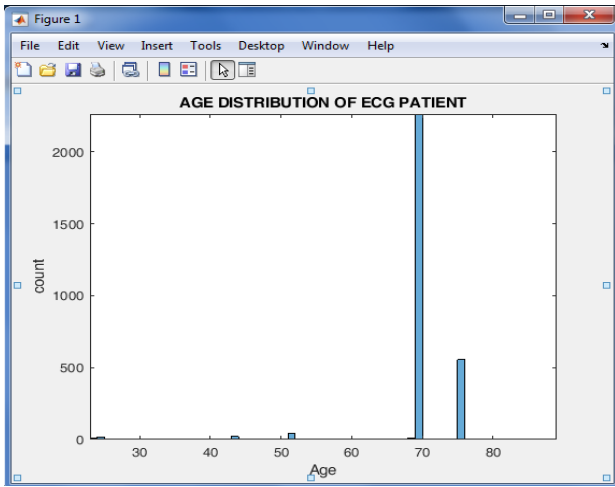 Figure 1
File Edit View Insert Tools Desktop Window Help
AGE DISTRIBUTION OF ECG PATIENT
2000
1500
1000
500
0
count
30 40 50 60 70 80
Age